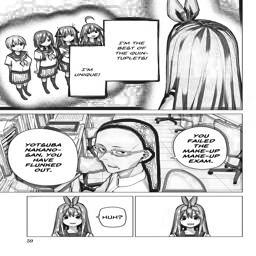 I'M THE
BEST OF
THE QUIN-
TUPLETS!
I'M
UNIQUE!
YOU
FAILED
THE
MAKE-UP
MAKE-UP
EXAM.
YOTSUBA
NAKANO-
SAN, YOU
HAVE
FLUNKED
OUT.
HUH?
59